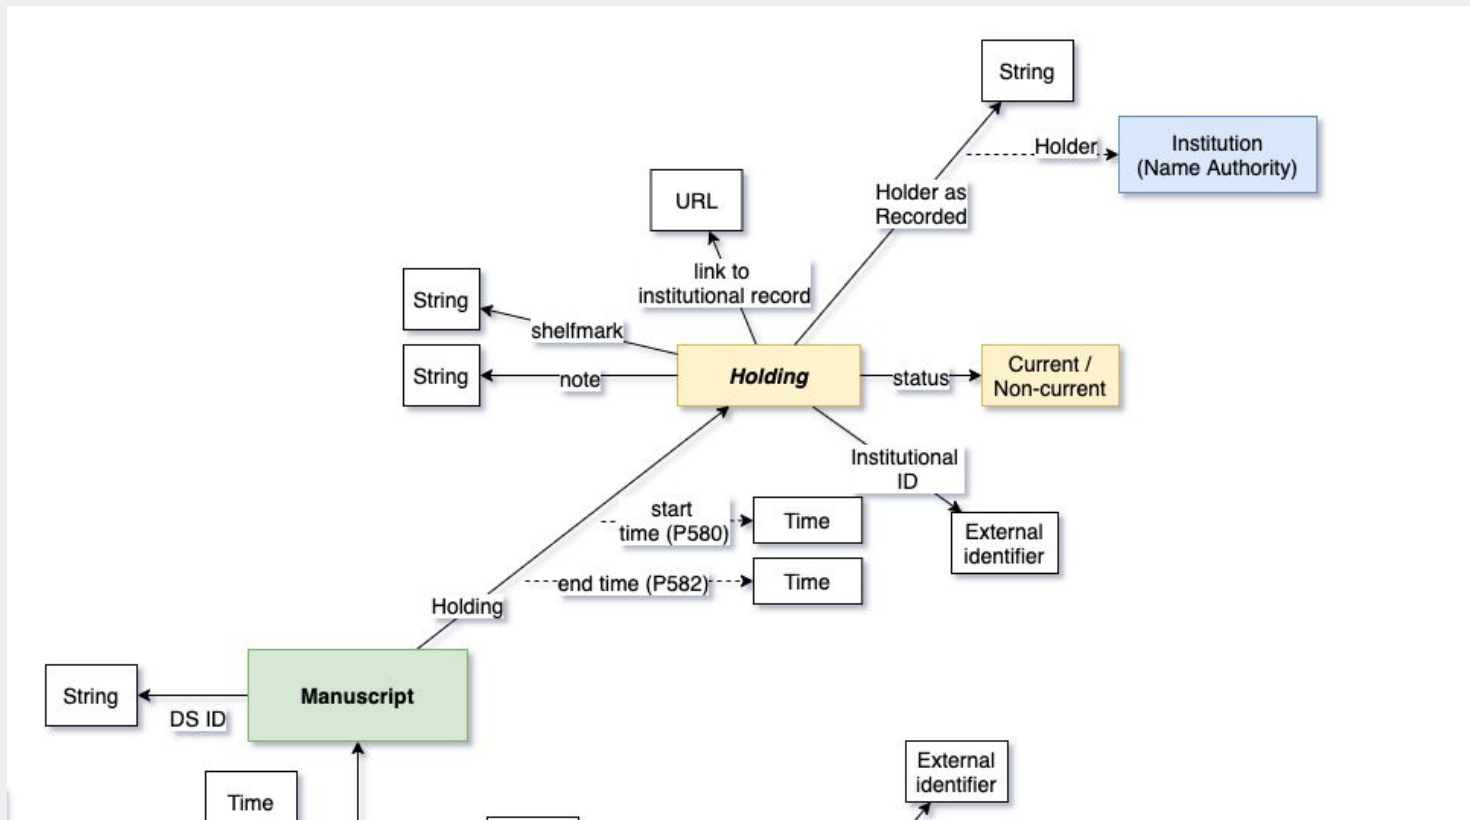 String
Holder
Institution
(Name Authority)
URL
Holder as
Recorded
link to
institutional record
String
shelfmark
String
note
Holding
status
Current /
Non-current
Institutional
ID
start
time (P580)
Time
External
identifier
end time (P582)
Time
Holding
String
DS ID
Manuscript
External
identifier
Time